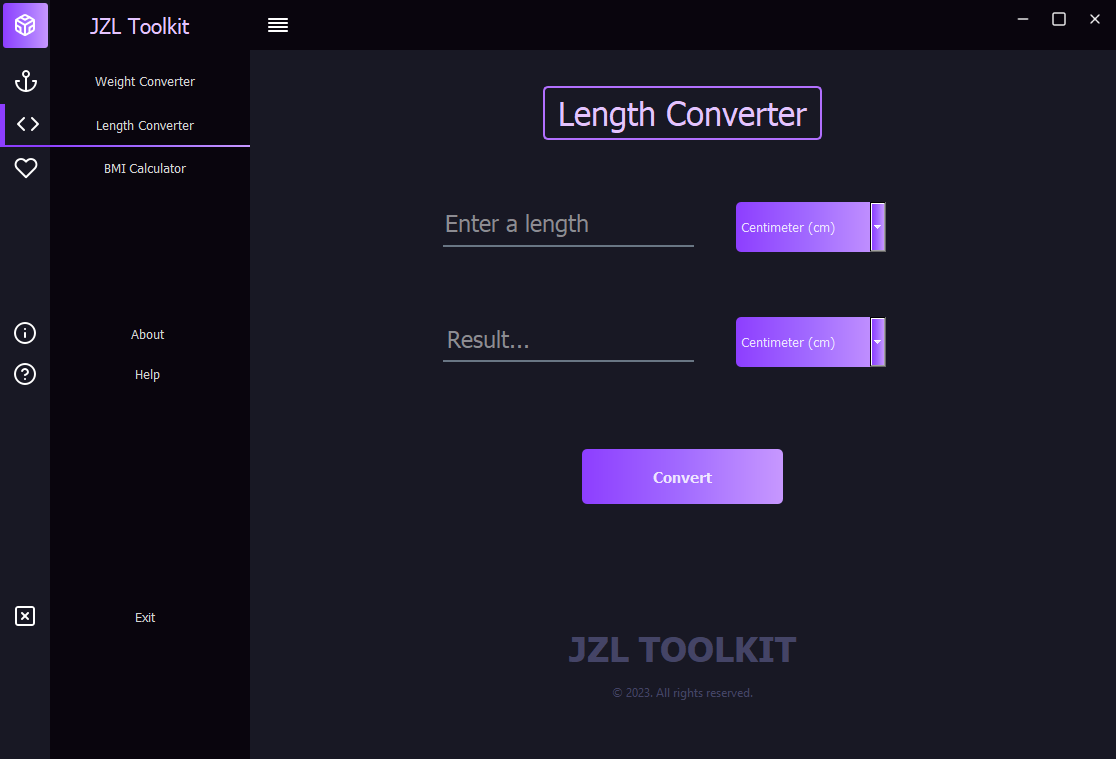 JZL Toolkit
Weight Converter
Length Converter
BMI Calculator
About
Help
Exit
Length Converter
Enter a length
Centimeter (cm)
Result...
Centimeter (cm)
Convert
JZL TOOLKIT
© 2023. All rights reserved.